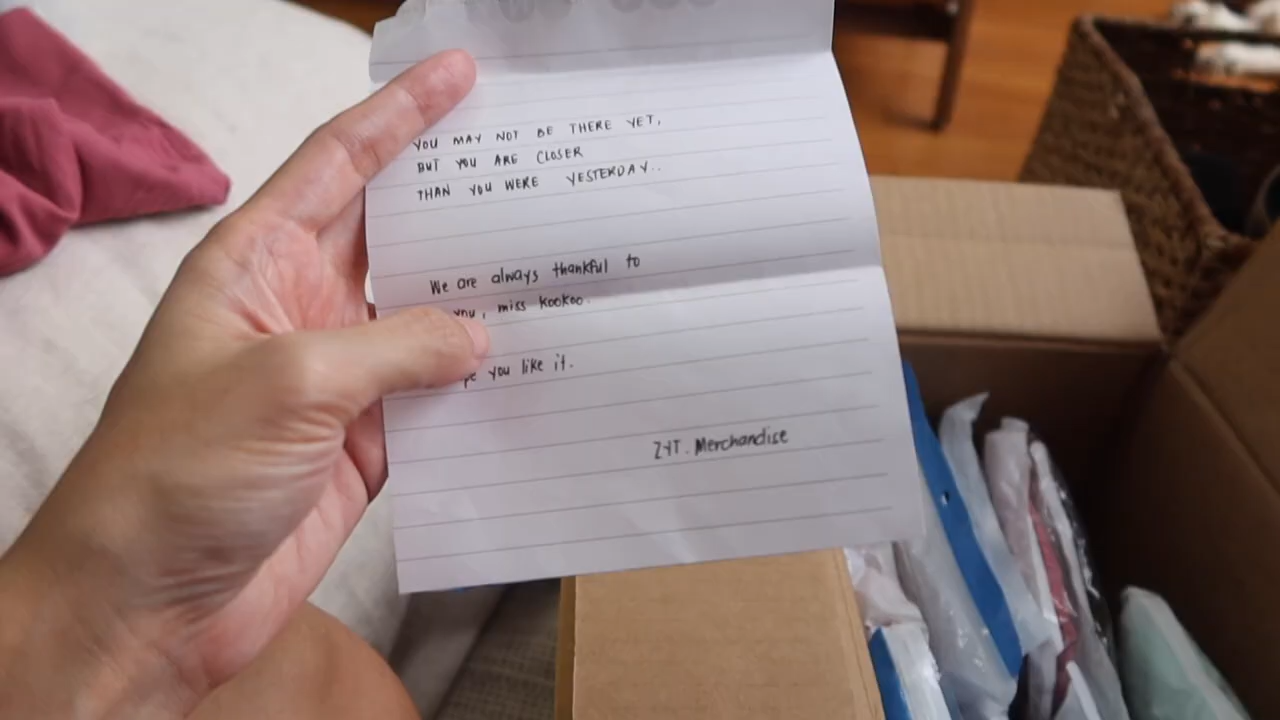 YOU MAY NOT BE THERE YET,
BUT YOU ARE CLOSER
THAN YOU WERE YESTERDAY..
We are always thankful to
you, miss kookoo.
you like it.
ZYT. Merchandise